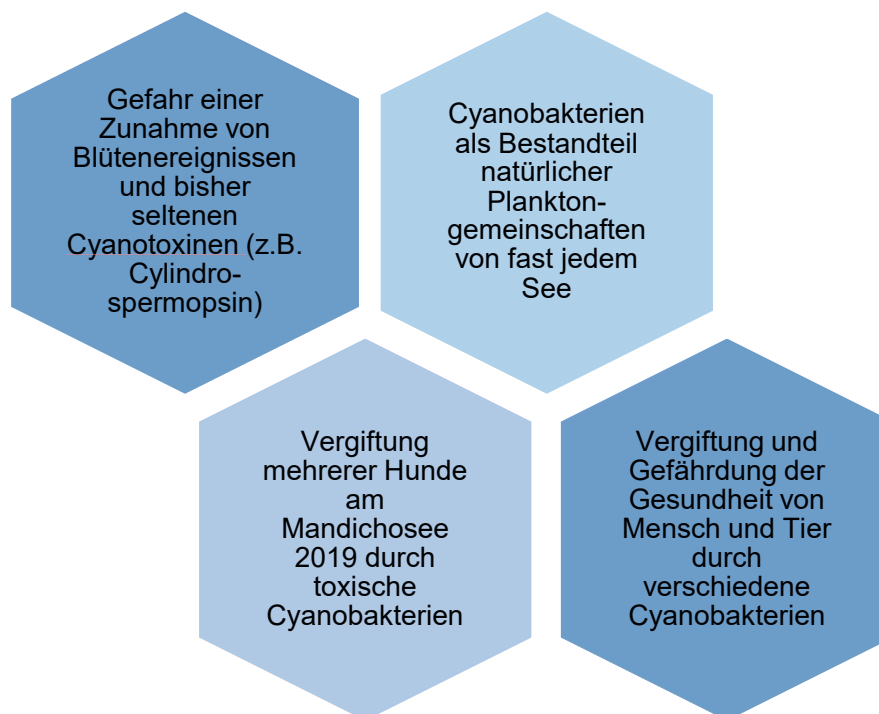 Gefahr einer
Zunahme von
Blütenereignissen
und bisher
seltenen
Cyanotoxinen (z.B.
Cylindro-
spermopsin)
Cyanobakterien
als Bestandteil
natürlicher
Plankton-
gemeinschaften
von fast jedem
See
Vergiftung
mehrerer Hunde
am
Mandichosee
2019 durch
toxische
Cyanobakterien
Vergiftung und
Gefährdung der
Gesundheit von
Mensch und Tier
durch
verschiedene
Cyanobakterien